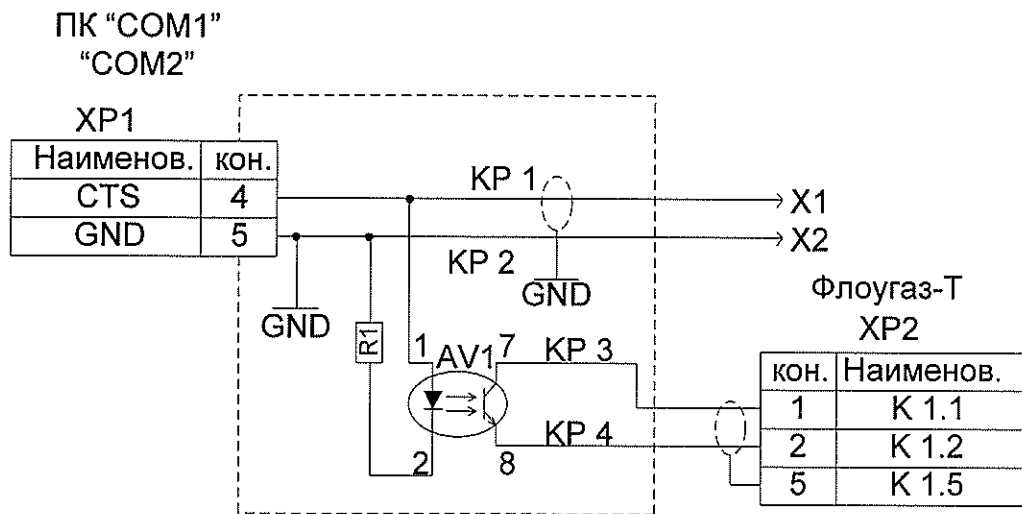 ПК “COM1”
“COM2”
XP1
Наименов. кон.
CTS 4
GND 5
KP 1
X1
X2
KP 2
GND
GND
Флоугаз-Т
XP2
R1
1 AV1 7 KP 3
кон. Наименов.
1 K 1.1
KP 4
2 K 1.2
2 8
5 K 1.5